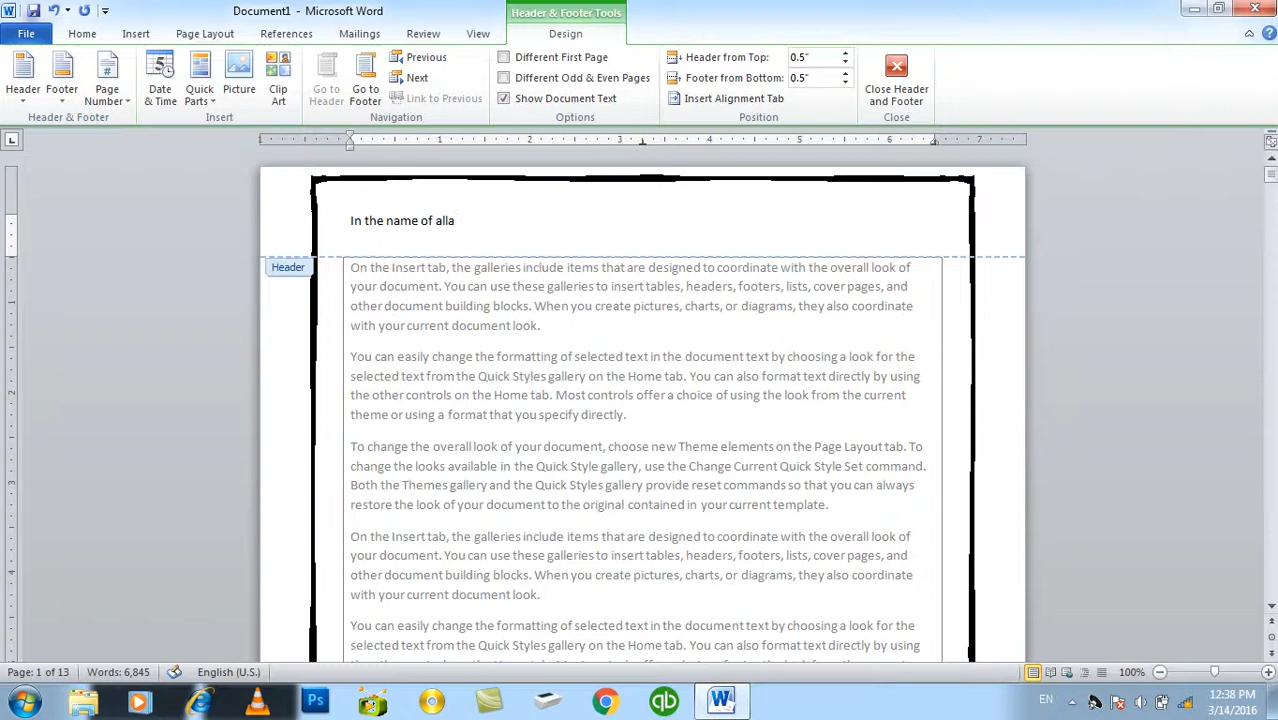 Document1 - Microsoft Word
Header & Footer Tools
File Home Insert Page Layout References Mailings Review View Design
Header Footer Page Number
Header & Footer
Date & Time Quick Parts Picture Clip Art
Insert
Go to Header Go to Footer Previous Next Link to Previous
Navigation
Different First Page
Different Odd & Even Pages
Show Document Text
Options
Header from Top: 0.5"
Footer from Bottom: 0.5"
Insert Alignment Tab
Position
Close Header and Footer
Close
1 1 2 3 4 5 6 7
In the name of alla
Header
On the Insert tab, the galleries include items that are designed to coordinate with the overall look of
your document. You can use these galleries to insert tables, headers, footers, lists, cover pages, and
other document building blocks. When you create pictures, charts, or diagrams, they also coordinate
with your current document look.
You can easily change the formatting of selected text in the document text by choosing a look for the
selected text from the Quick Styles gallery on the Home tab. You can also format text directly by using
the other controls on the Home tab. Most controls offer a choice of using the look from the current
theme or using a format that you specify directly.
To change the overall look of your document, choose new Theme elements on the Page Layout tab. To
change the looks available in the Quick Style gallery, use the Change Current Quick Style Set command.
Both the Themes gallery and the Quick Styles gallery provide reset commands so that you can always
restore the look of your document to the original contained in your current template.
On the Insert tab, the galleries include items that are designed to coordinate with the overall look of
your document. You can use these galleries to insert tables, headers, footers, lists, cover pages, and
other document building blocks. When you create pictures, charts, or diagrams, they also coordinate
with your current document look.
You can easily change the formatting of selected text in the document text by choosing a look for the
selected text from the Quick Styles gallery on the Home tab. You can also format text directly by using
Page: 1 of 13 Words: 6,845 English (U.S.) 100%
Ps qb W EN 12:38 PM
3/14/2016